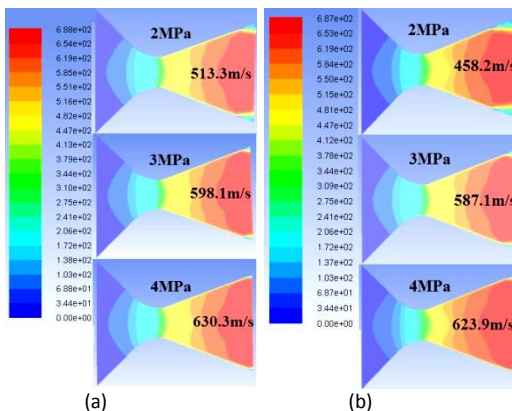 6.88e+02
6.54e+02
6.19e+02
5.85e+02
5.51e+02
5.16e+02
4.82e+02
4.47e+02
4.13e+02
3.79e+02
3.44e+02
3.10e+02
2.75e+02
2.41e+02
2.06e+02
1.72e+02
1.38e+02
1.03e+02
6.88e+01
3.44e+01
0.00e+00
2MPa
513.3m/s
3MPa
598.1m/s
4MPa
630.3m/s
(a)
6.87e+02
6.53e+02
6.19e+02
5.84e+02
5.50e+02
5.16e+02
4.81e+02
4.47e+02
4.12e+02
3.78e+02
3.44e+02
3.09e+02
2.75e+02
2.41e+02
2.06e+02
1.72e+02
1.37e+02
1.03e+02
6.87e+01
3.44e+01
0.00e+00
2MPa
458.2m/s
3MPa
587.1m/s
4MPa
623.9m/s
(b)